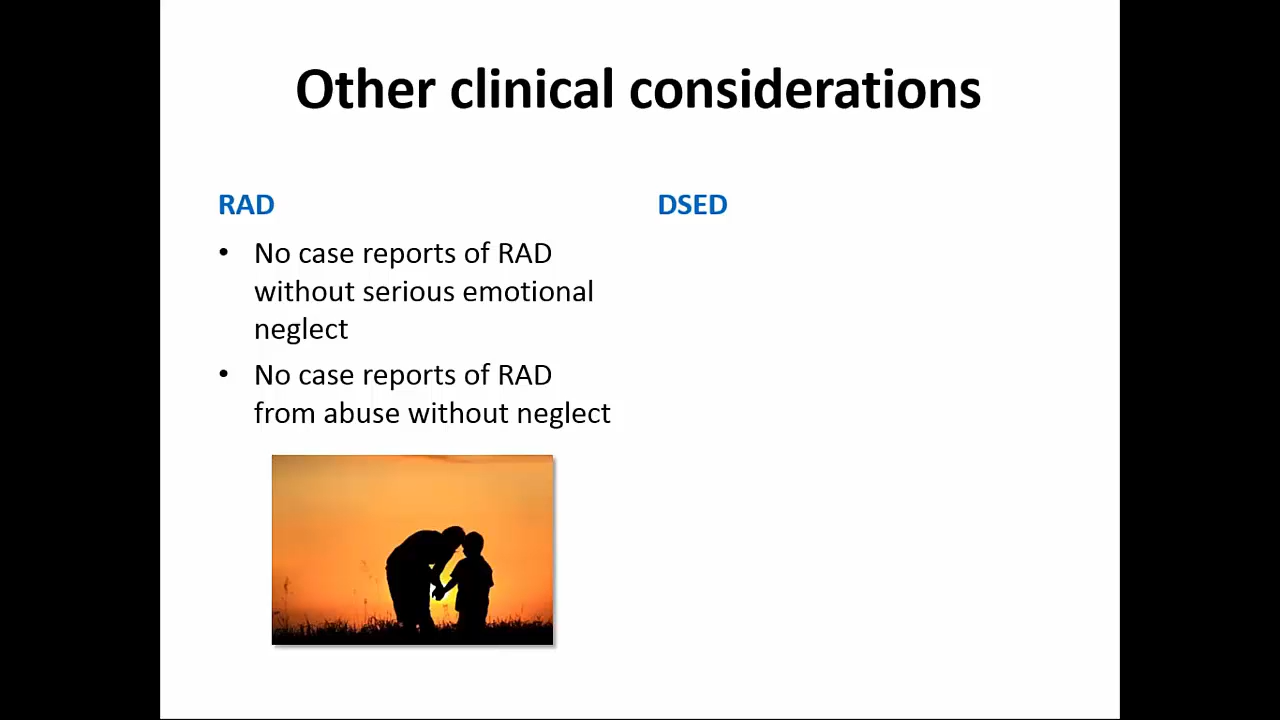 Other clinical considerations
RAD
• No case reports of RAD
without serious emotional
neglect
• No case reports of RAD
from abuse without neglect
DSED